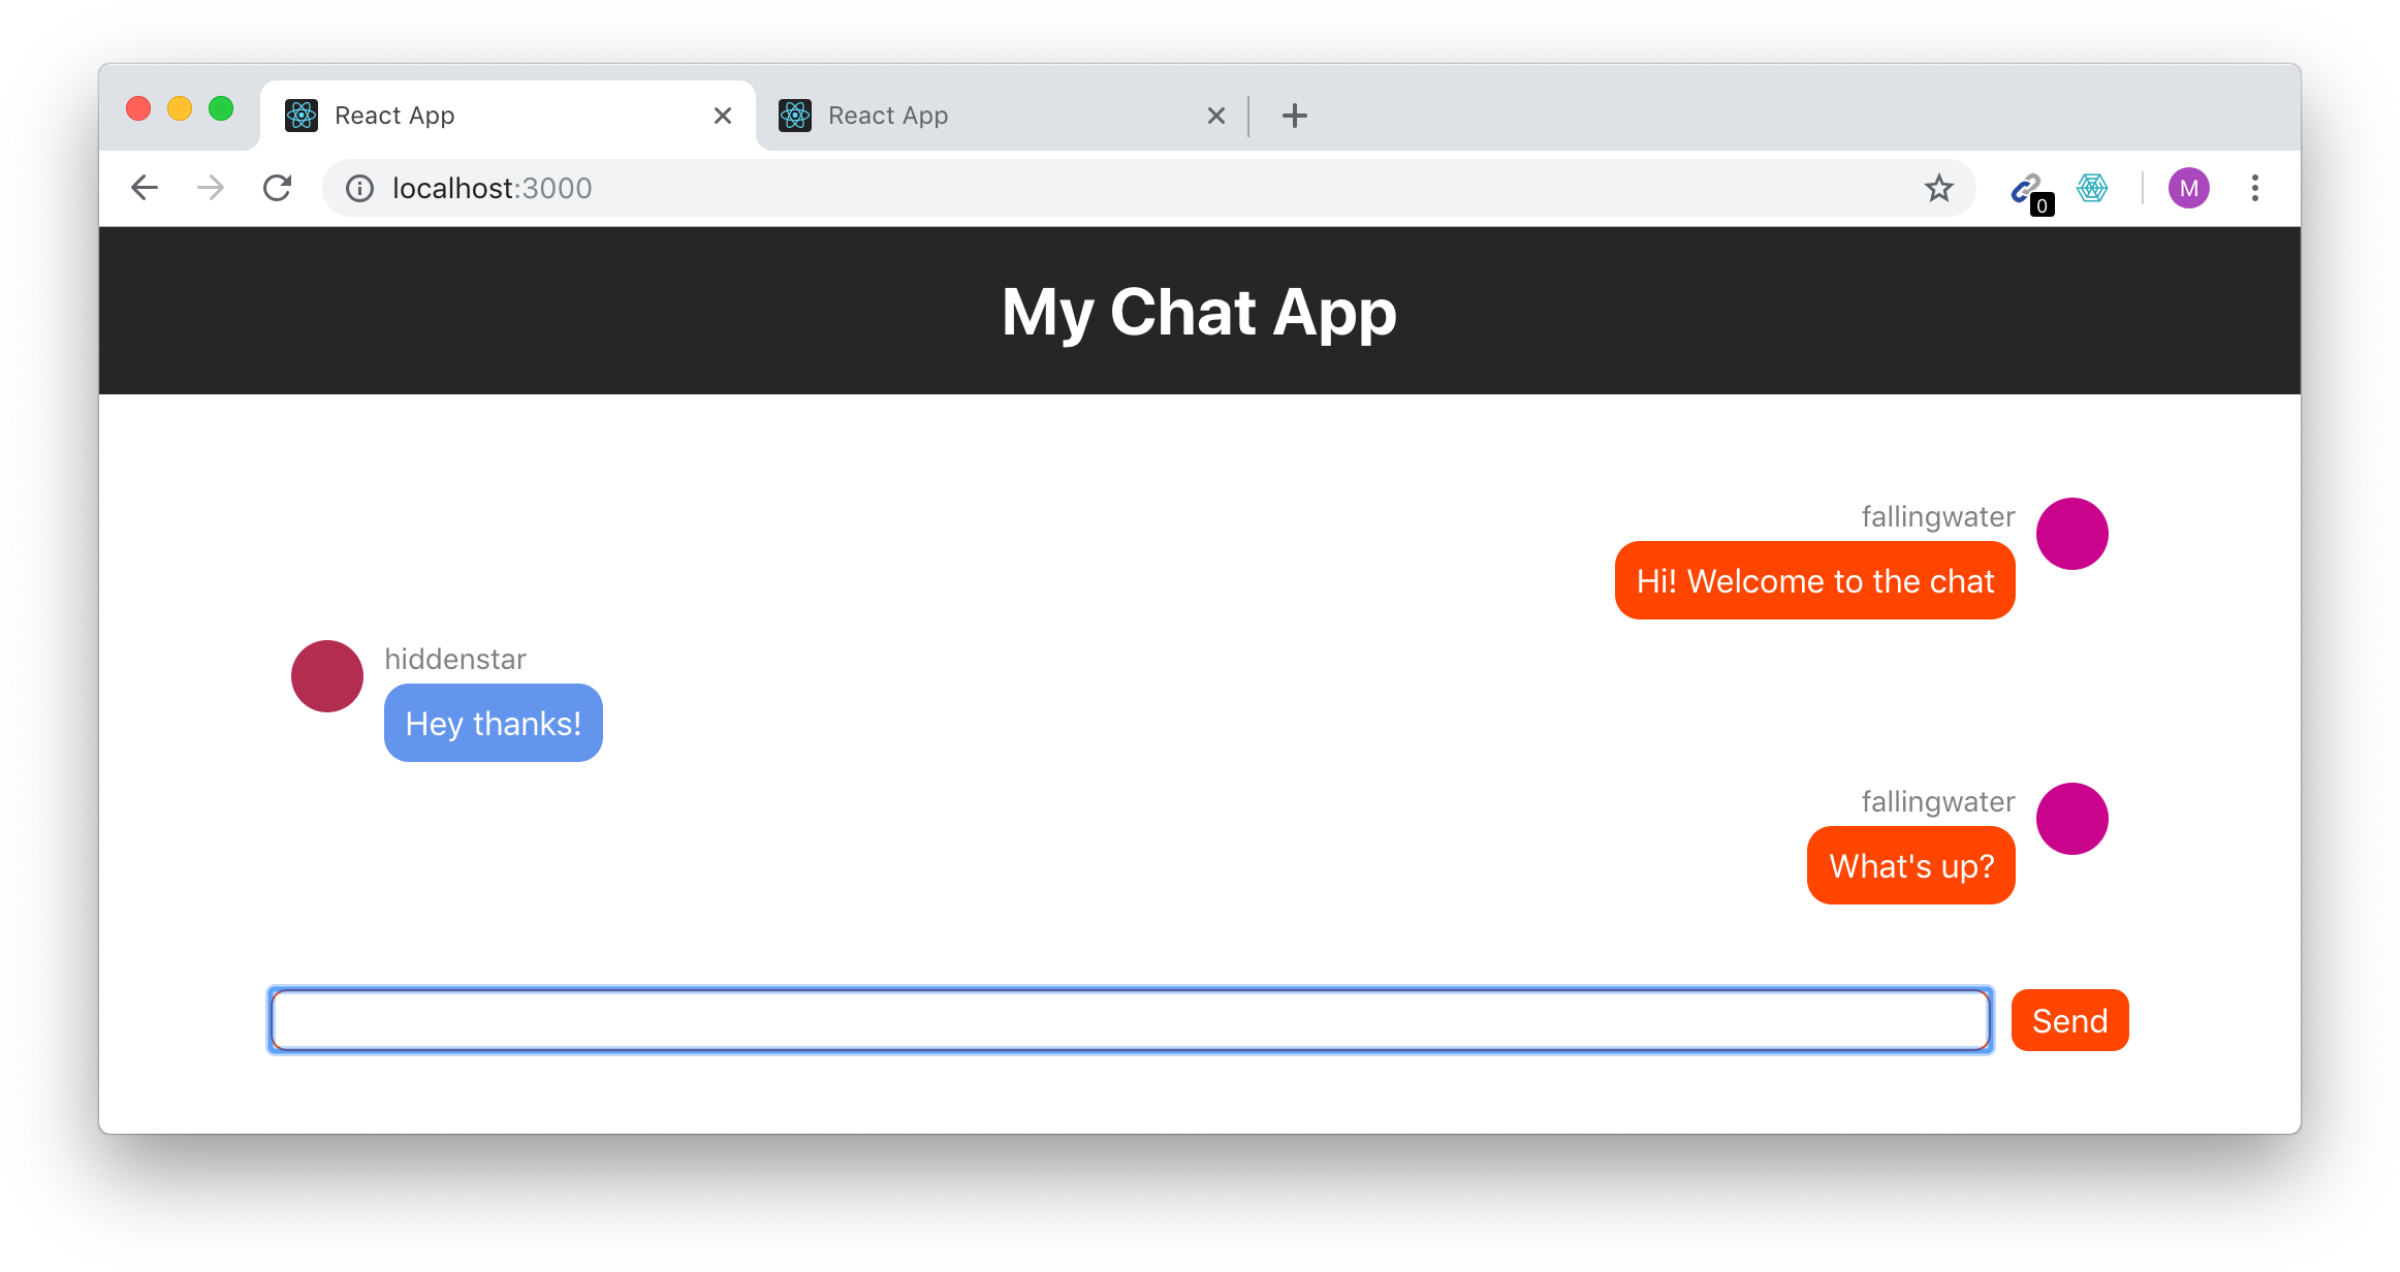 React App
React App
localhost:3000
0
M
My Chat App
fallingwater
Hi! Welcome to the chat
hiddenstar
Hey thanks!
fallingwater
What's up?
Send